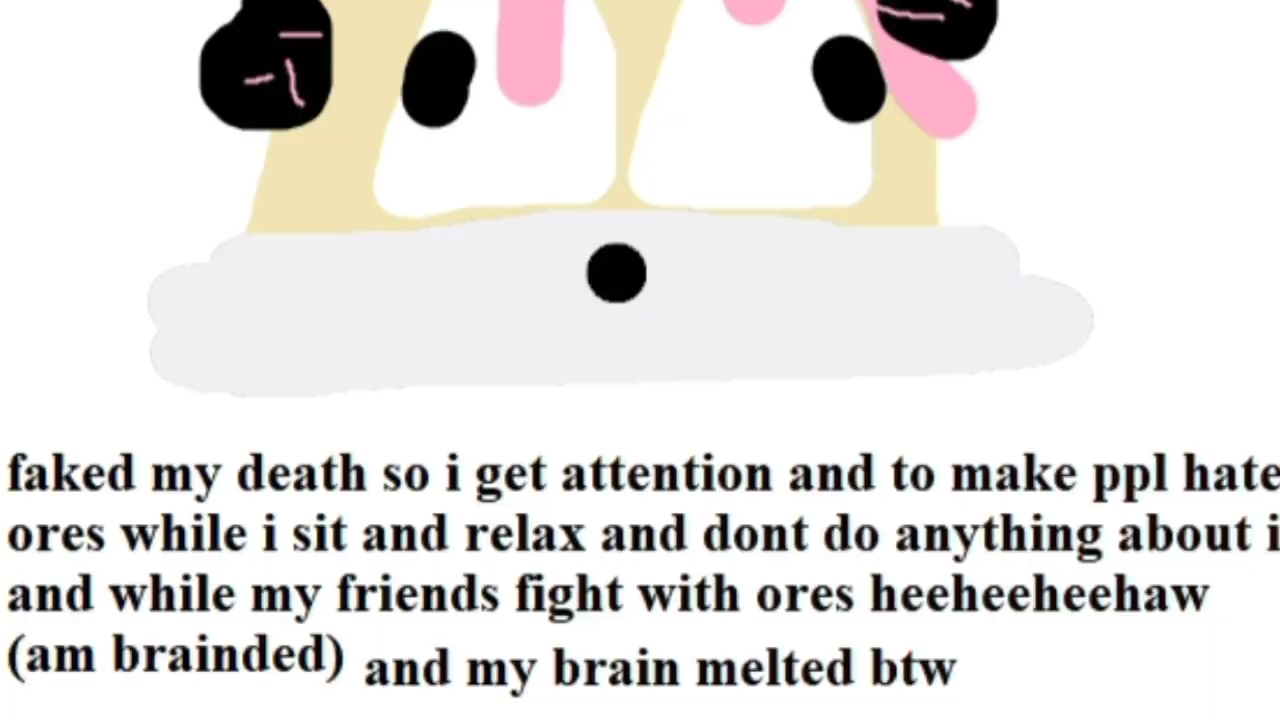 faked my death so i get attention and to make ppl hate
ores while i sit and relax and dont do anything about i
and while my friends fight with ores heeheeheehaw
(am brainded) and my brain melted btw